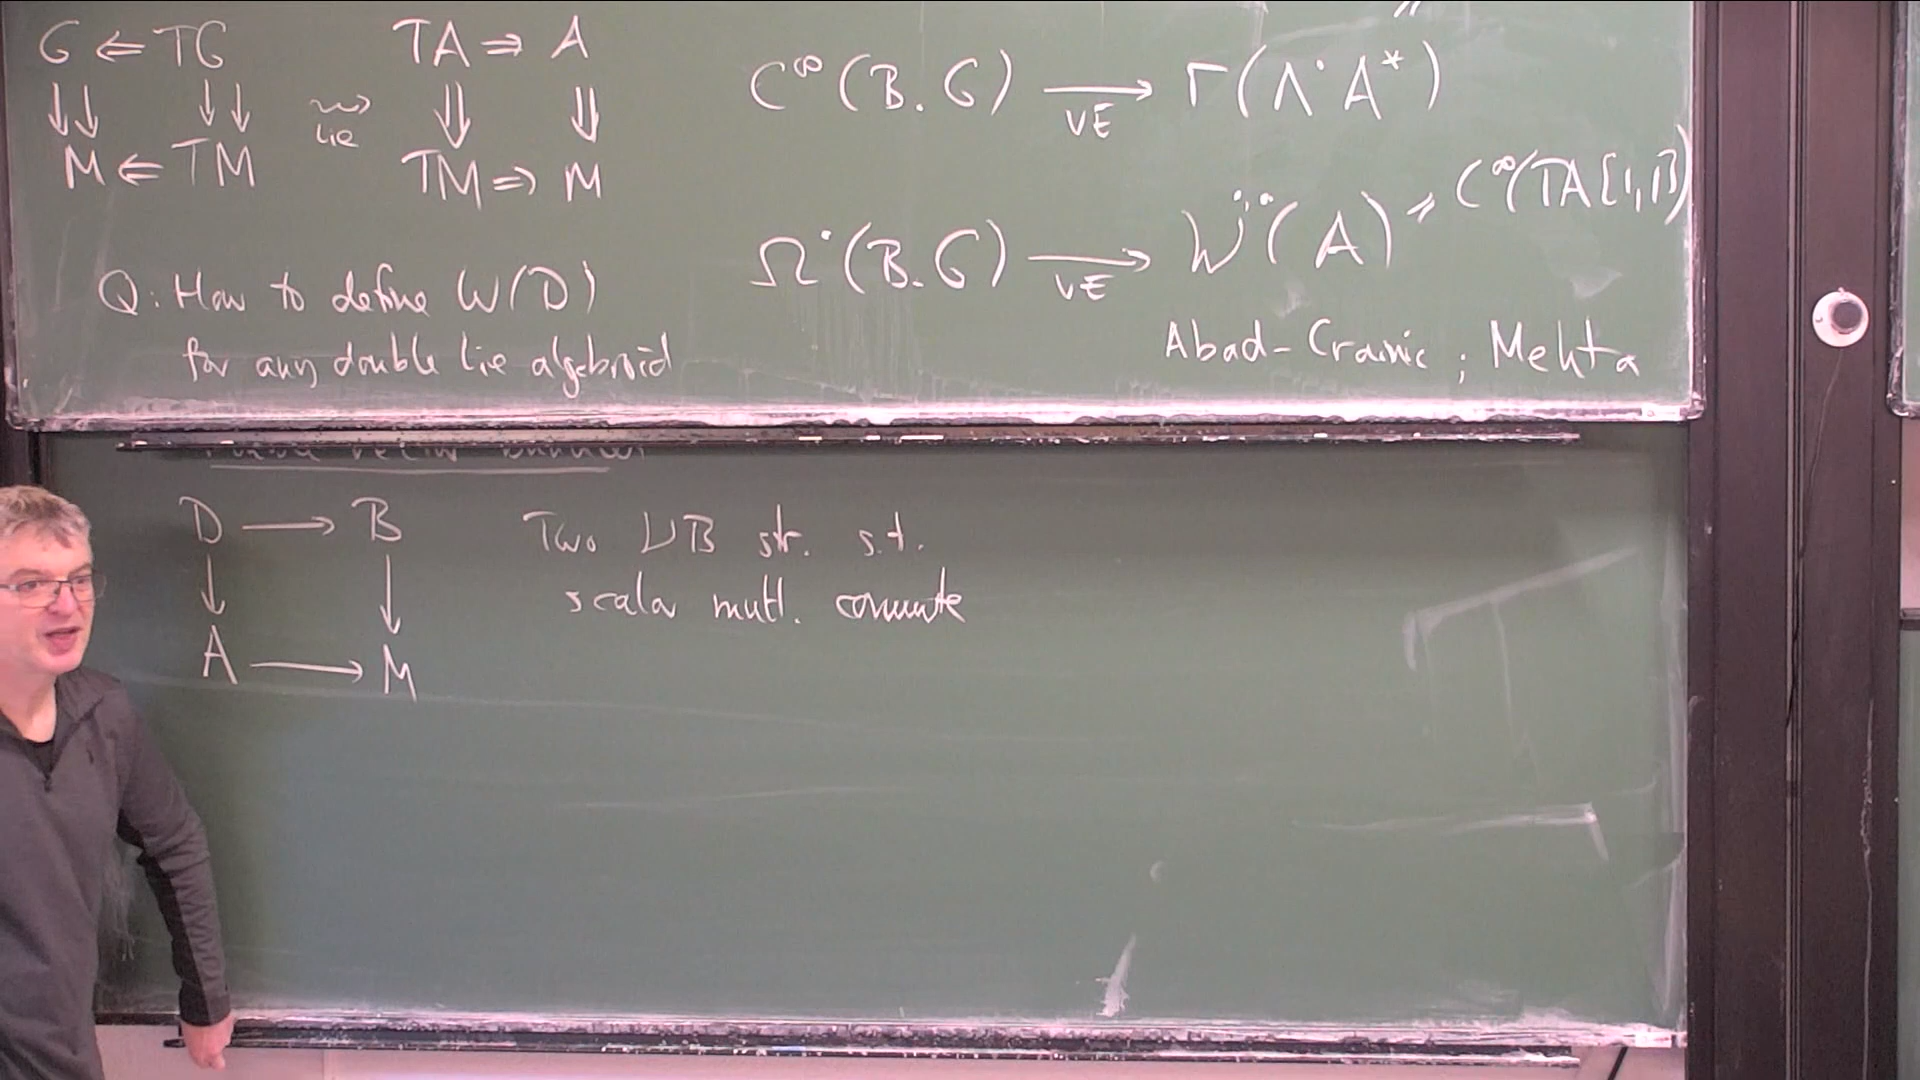 G ⇐ TG   TA ⇒ A
⇓ ⇓ ⇝ Lie ⇓ ⇓
M ⇐ TM   TM ⇒ M
Q: How to define W(D)
for any double Lie algebroid
C^∞(B.G) →_{VE} Γ(Λ^• A*)
Ω^•(B.G) →_{VE} W^{•,•}(A) = C^∞(TA[1,1])
Abad-Crainic ; Mehta
D → B
↓ ↓
A → M
Two VB str. s.t.
scalar mutl. commute